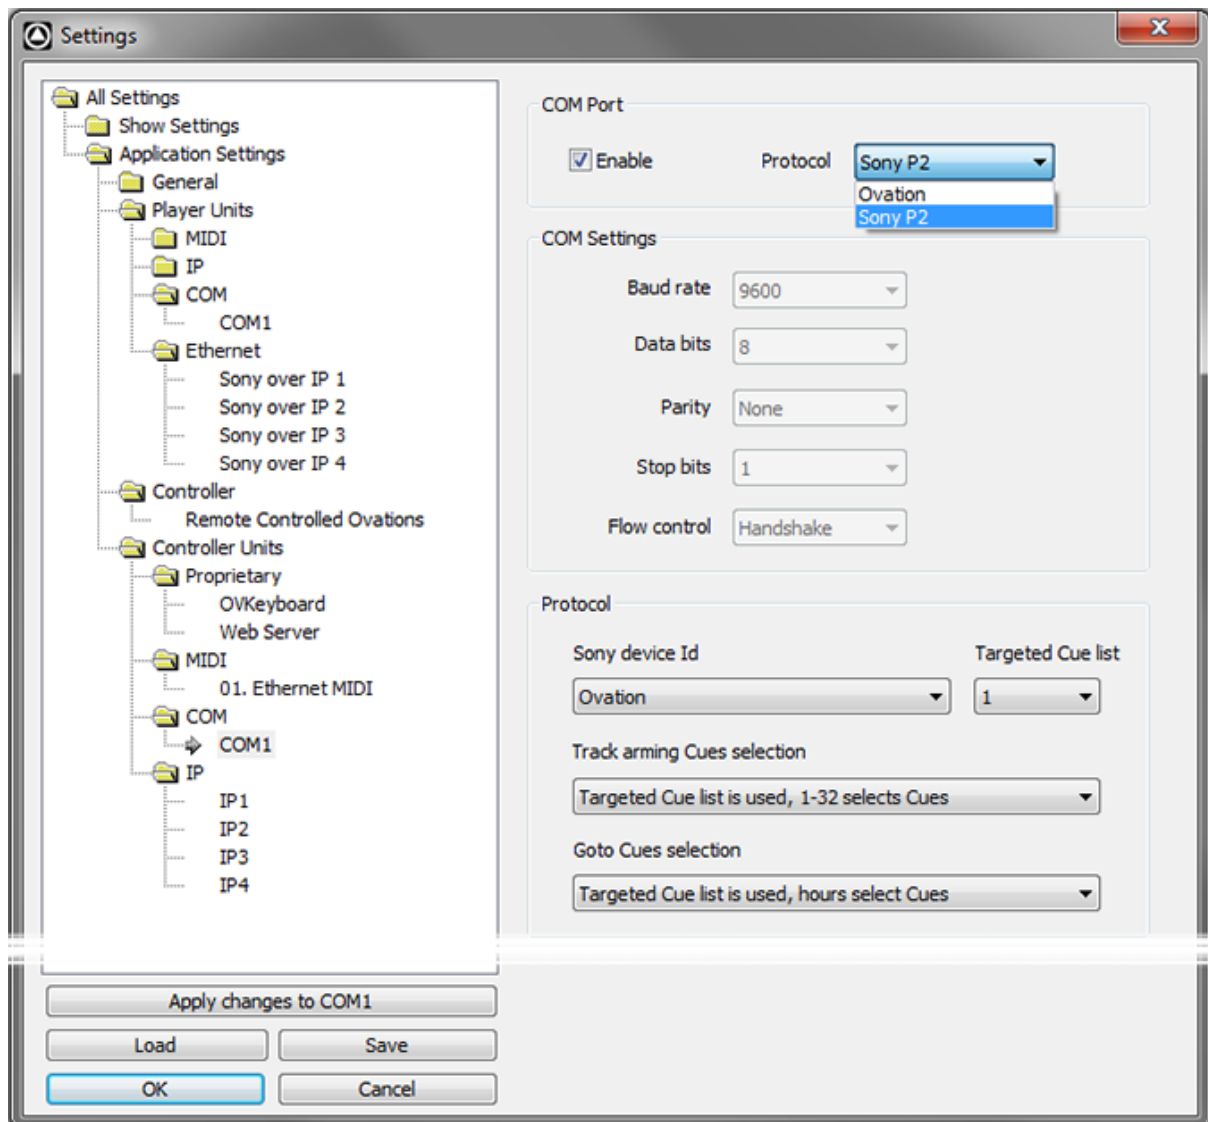 Settings
All Settings
Show Settings
Application Settings
General
Player Units
MIDI
IP
COM
COM1
Ethernet
Sony over IP 1
Sony over IP 2
Sony over IP 3
Sony over IP 4
Controller
Remote Controlled Ovations
Controller Units
Proprietary
OVKeyboard
Web Server
MIDI
01. Ethernet MIDI
COM
COM1
IP
IP1
IP2
IP3
IP4
Apply changes to COM1
Load Save
OK Cancel
COM Port
Enable Protocol Sony P2
Ovation
Sony P2
COM Settings
Baud rate 9600
Data bits 8
Parity None
Stop bits 1
Flow control Handshake
Protocol
Sony device Id Targeted Cue list
Ovation 1
Track arming Cues selection
Targeted Cue list is used, 1-32 selects Cues
Goto Cues selection
Targeted Cue list is used, hours select Cues